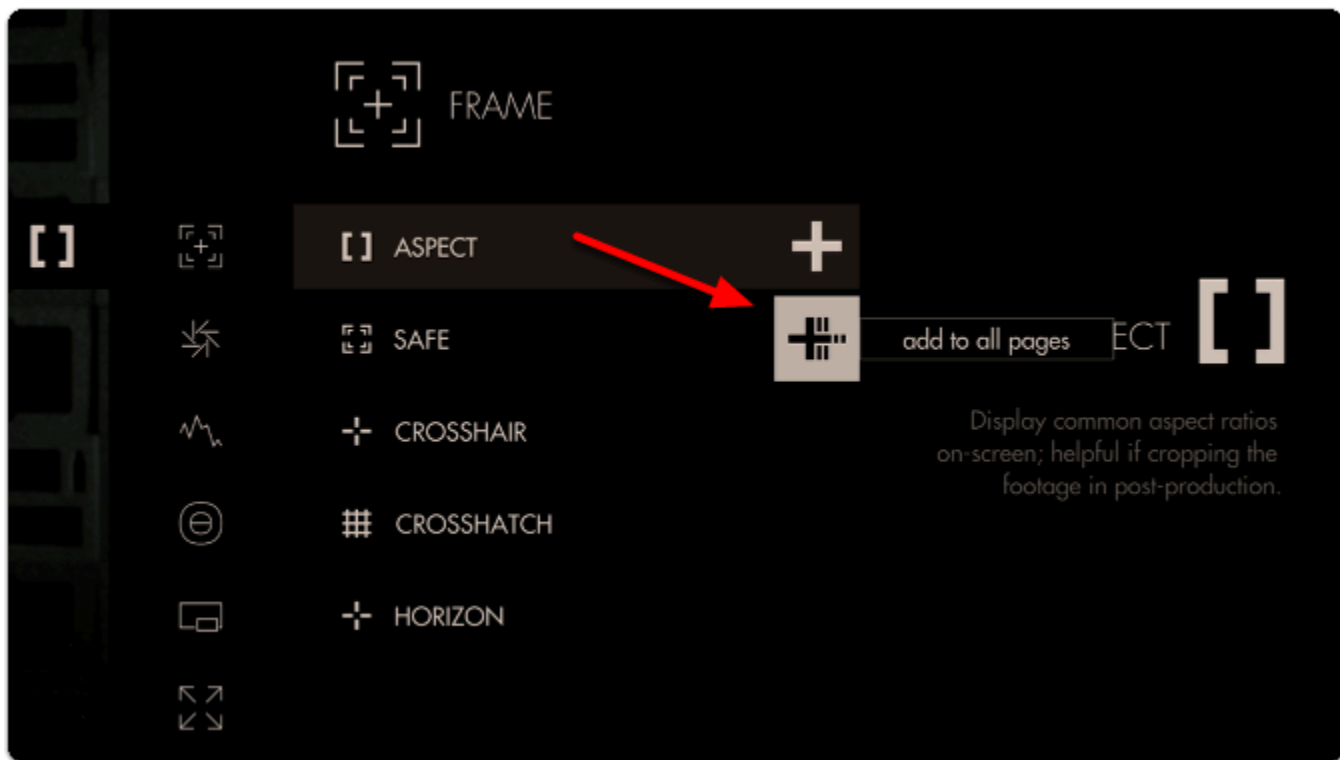 FRAME
ASPECT
SAFE
add to all pages
ECT
Display common aspect ratios
on-screen; helpful if cropping the
footage in post-production.
CROSSHAIR
CROSSHATCH
HORIZON